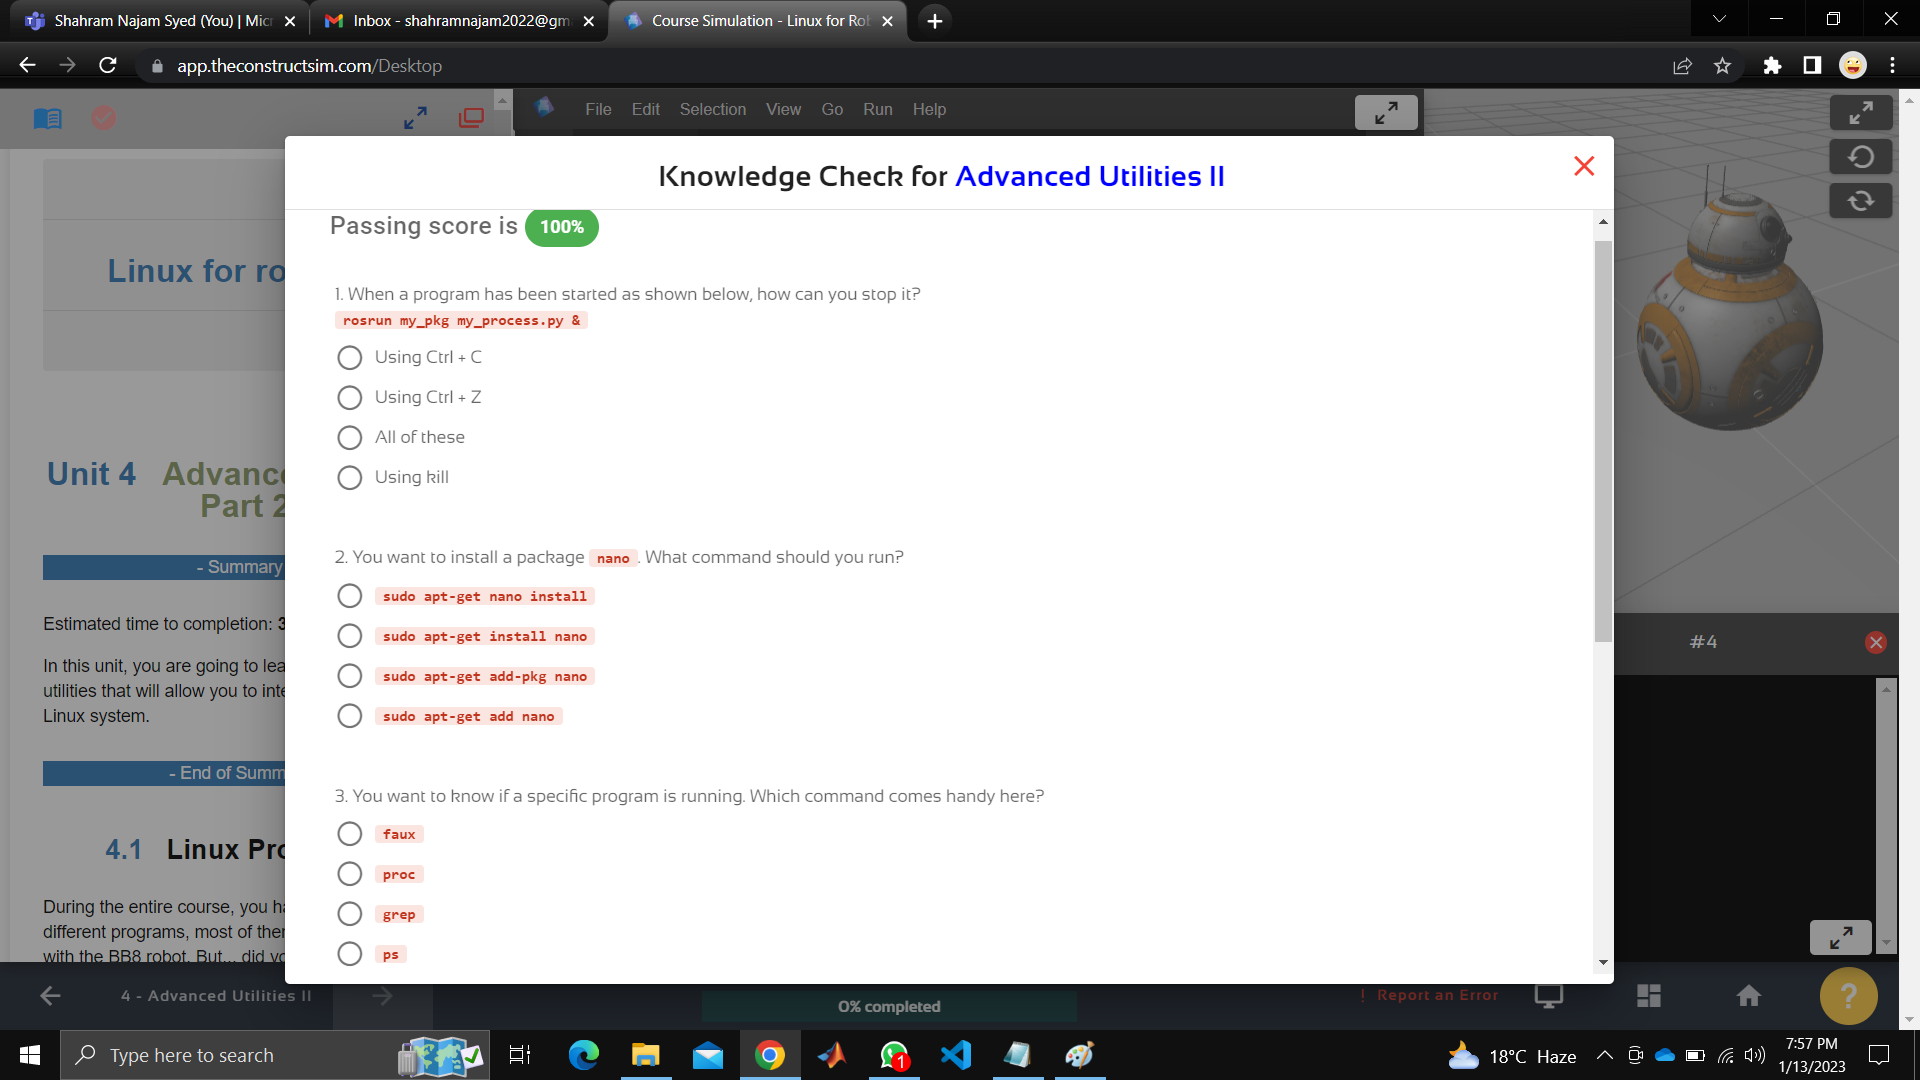 Shahram Najam Syed (You) | Mic
Inbox - shahramnajam2022@gm
Course Simulation - Linux for Rob
app.theconstructsim.com/Desktop
File Edit Selection View Go Run Help
Knowledge Check for Advanced Utilities II
Passing score is 100%
Linux for ro
1. When a program has been started as shown below, how can you stop it?
rosrun my_pkg my_process.py &
Using Ctrl + C
Using Ctrl + Z
All of these
Using kill
Unit 4 Advance
Part 2
- Summary
Estimated time to completion: 3
In this unit, you are going to lea
utilities that will allow you to inte
Linux system.
- End of Summ
2. You want to install a package nano . What command should you run?
sudo apt-get nano install
sudo apt-get install nano
sudo apt-get add-pkg nano
sudo apt-get add nano
#4
3. You want to know if a specific program is running. Which command comes handy here?
faux
proc
grep
ps
4.1 Linux Pro
During the entire course, you ha
different programs, most of ther
with the BB8 robot. But... did yo
4 - Advanced Utilities II
0% completed
! Report an Error
?
Type here to search
1
18°C Haze
7:57 PM
1/13/2023